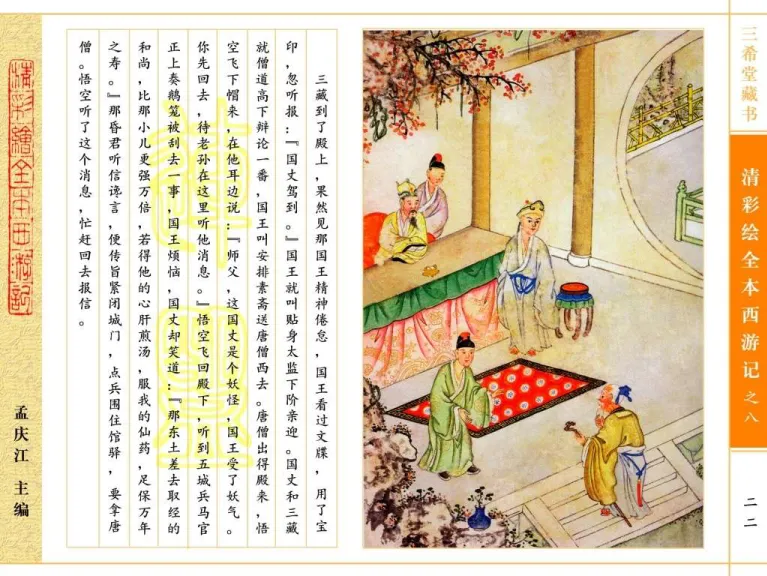 三希堂藏书
清彩绘全本西游记之八
二二
三藏到了殿上，果然见那国王精神倦怠，国王看过文牒，用了宝
印，忽听报：『国丈驾到。』国王就叫贴身太监下阶亲迎。国丈和三藏
就僧道高下辩论一番，国王叫安排素斋送唐僧西去。唐僧出得殿来，悟
空飞下帽来，在他耳边说：『师父，这国丈是个妖怪，国王受了妖气。
你先回去，待老孙在这里听他消息。』悟空飞回殿下，听到五城兵马官
正上奏鹅笼被刮去一事，国王烦恼，国丈却笑道：『那东土差去取经的
和尚，比那小儿更强万倍，若得他的心肝煎汤，服我的仙药，足保万年
之寿。』那昏君听信谗言，便传旨紧闭城门，点兵围住馆驿，要拿唐
僧。悟空听了这个消息，忙赶回去报信。
清彩繪全本西遊記
孟庆江 主编